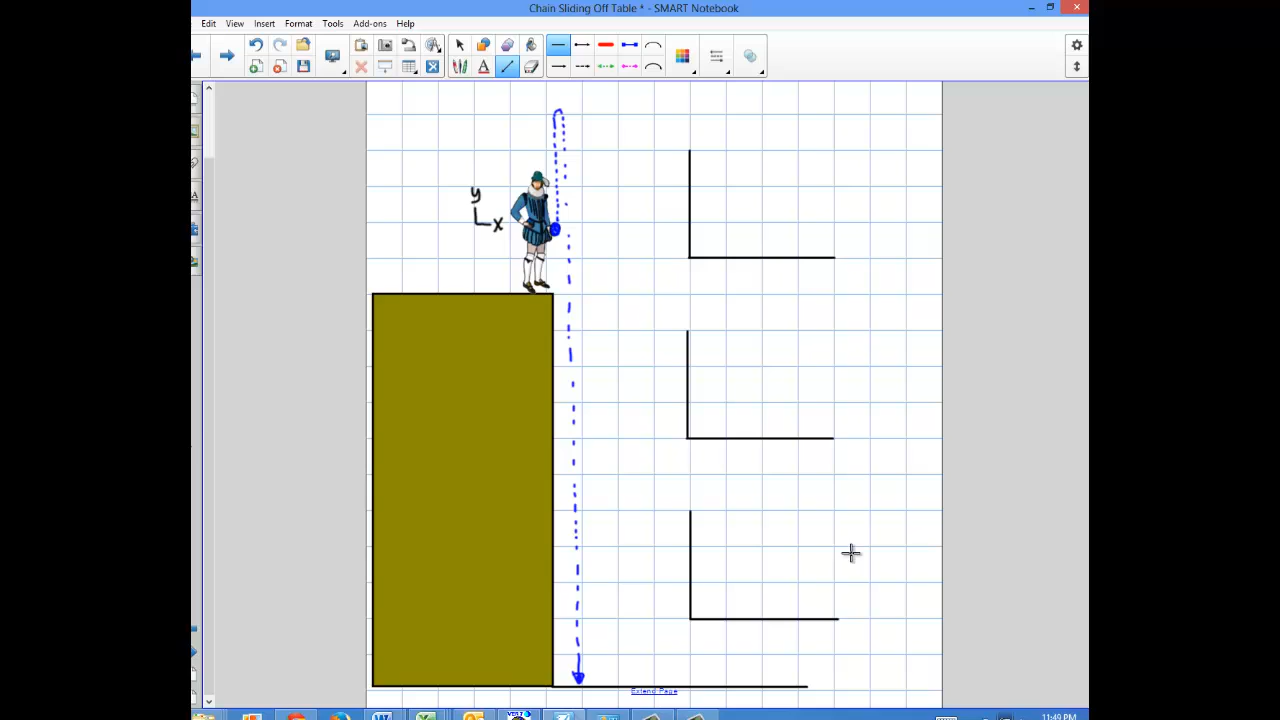 Chain Sliding Off Table * - SMART Notebook
Edit View Insert Format Tools Add-ons Help
y
x
Extend Page
11:49 PM